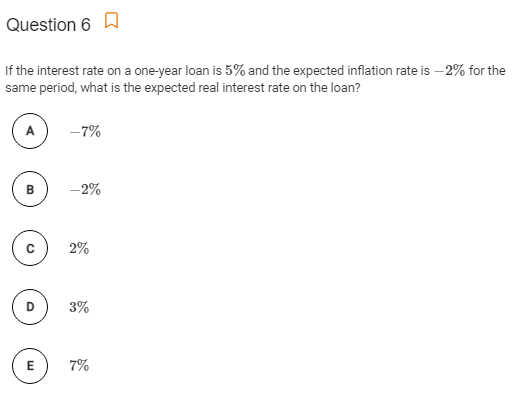 Question 6
If the interest rate on a one-year loan is 5% and the expected inflation rate is −2% for the
same period, what is the expected real interest rate on the loan?
A −7%
B −2%
C 2%
D 3%
E 7%